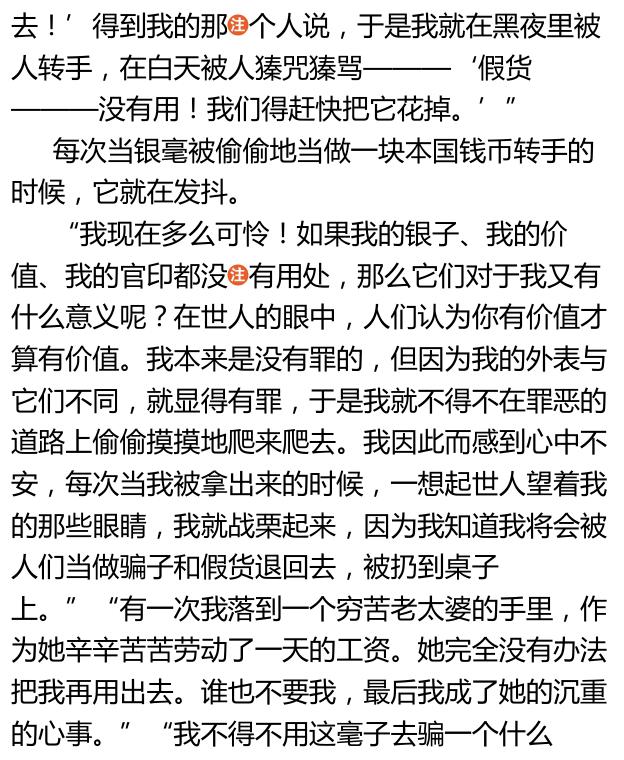 去！’得到我的那注个人说，于是我就在黑夜里被
人转手，在白天被人獉咒獉骂————‘假货
————没有用！我们得赶快把它花掉。’”
每次当银毫被偷偷地当做一块本国钱币转手的
时候，它就在发抖。
“我现在多么可怜！如果我的银子、我的价
值、我的官印都没注有用处，那么它们对于我又有
什么意义呢？在世人的眼中，人们认为你有价值才
算有价值。我本来是没有罪的，但因为我的外表与
它们不同，就显得有罪，于是我就不得不在罪恶的
道路上偷偷摸摸地爬来爬去。我因此而感到心中不
安，每次当我被拿出来的时候，一想起世人望着我
的那些眼睛，我就战栗起来，因为我知道我将会被
人们当做骗子和假货退回去，被扔到桌子
上。”“有一次我落到一个穷苦老太婆的手里，作
为她辛辛苦苦劳动了一天的工资。她完全没有办法
把我再用出去。谁也不要我，最后我成了她的沉重
的心事。”“我不得不用这毫子去骗一个什么